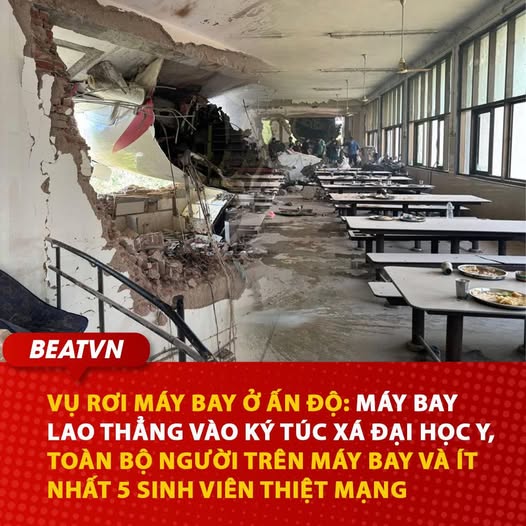 BEATVN
VỤ RƠI MÁY BAY Ở ẤN ĐỘ: MÁY BAY
LAO THẲNG VÀO KÝ TÚC XÁ ĐẠI HỌC Y,
TOÀN BỘ NGƯỜI TRÊN MÁY BAY VÀ ÍT
NHẤT 5 SINH VIÊN THIỆT MẠNG